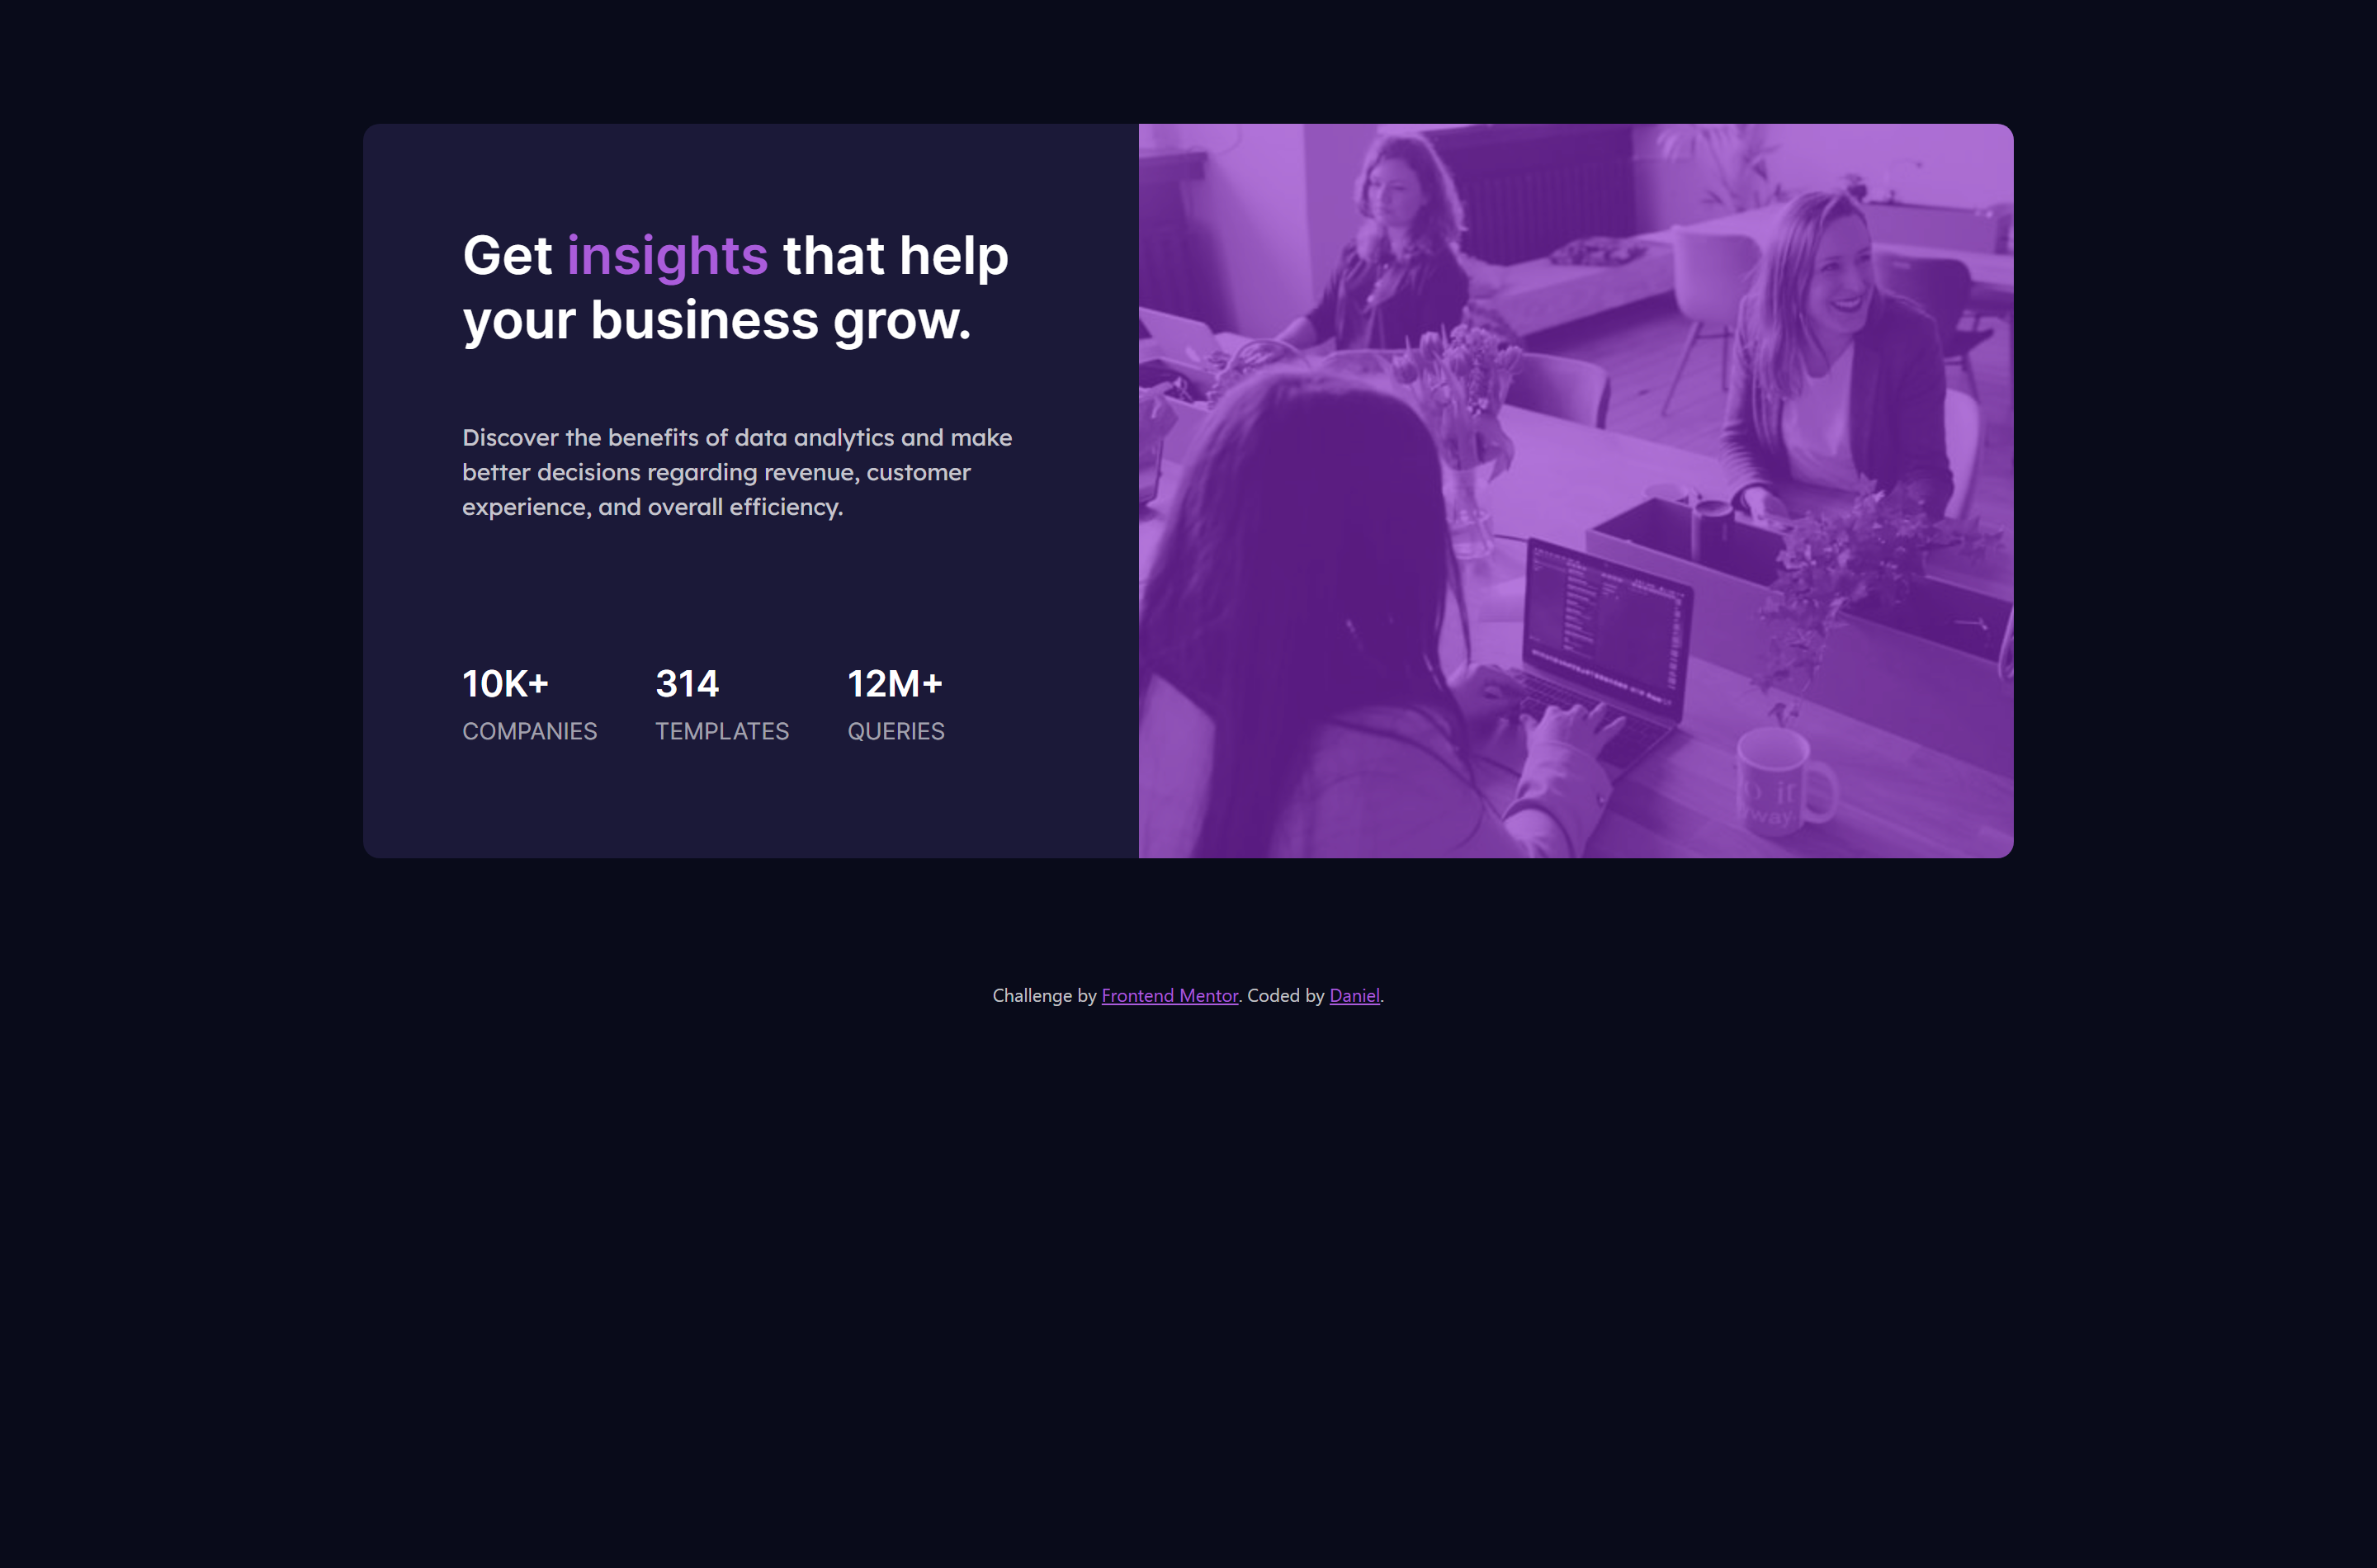 Get insights that help
your business grow.
Discover the benefits of data analytics and make
better decisions regarding revenue, customer
experience, and overall efficiency.
10K+ 314 12M+
COMPANIES TEMPLATES QUERIES
Challenge by Frontend Mentor. Coded by Daniel.